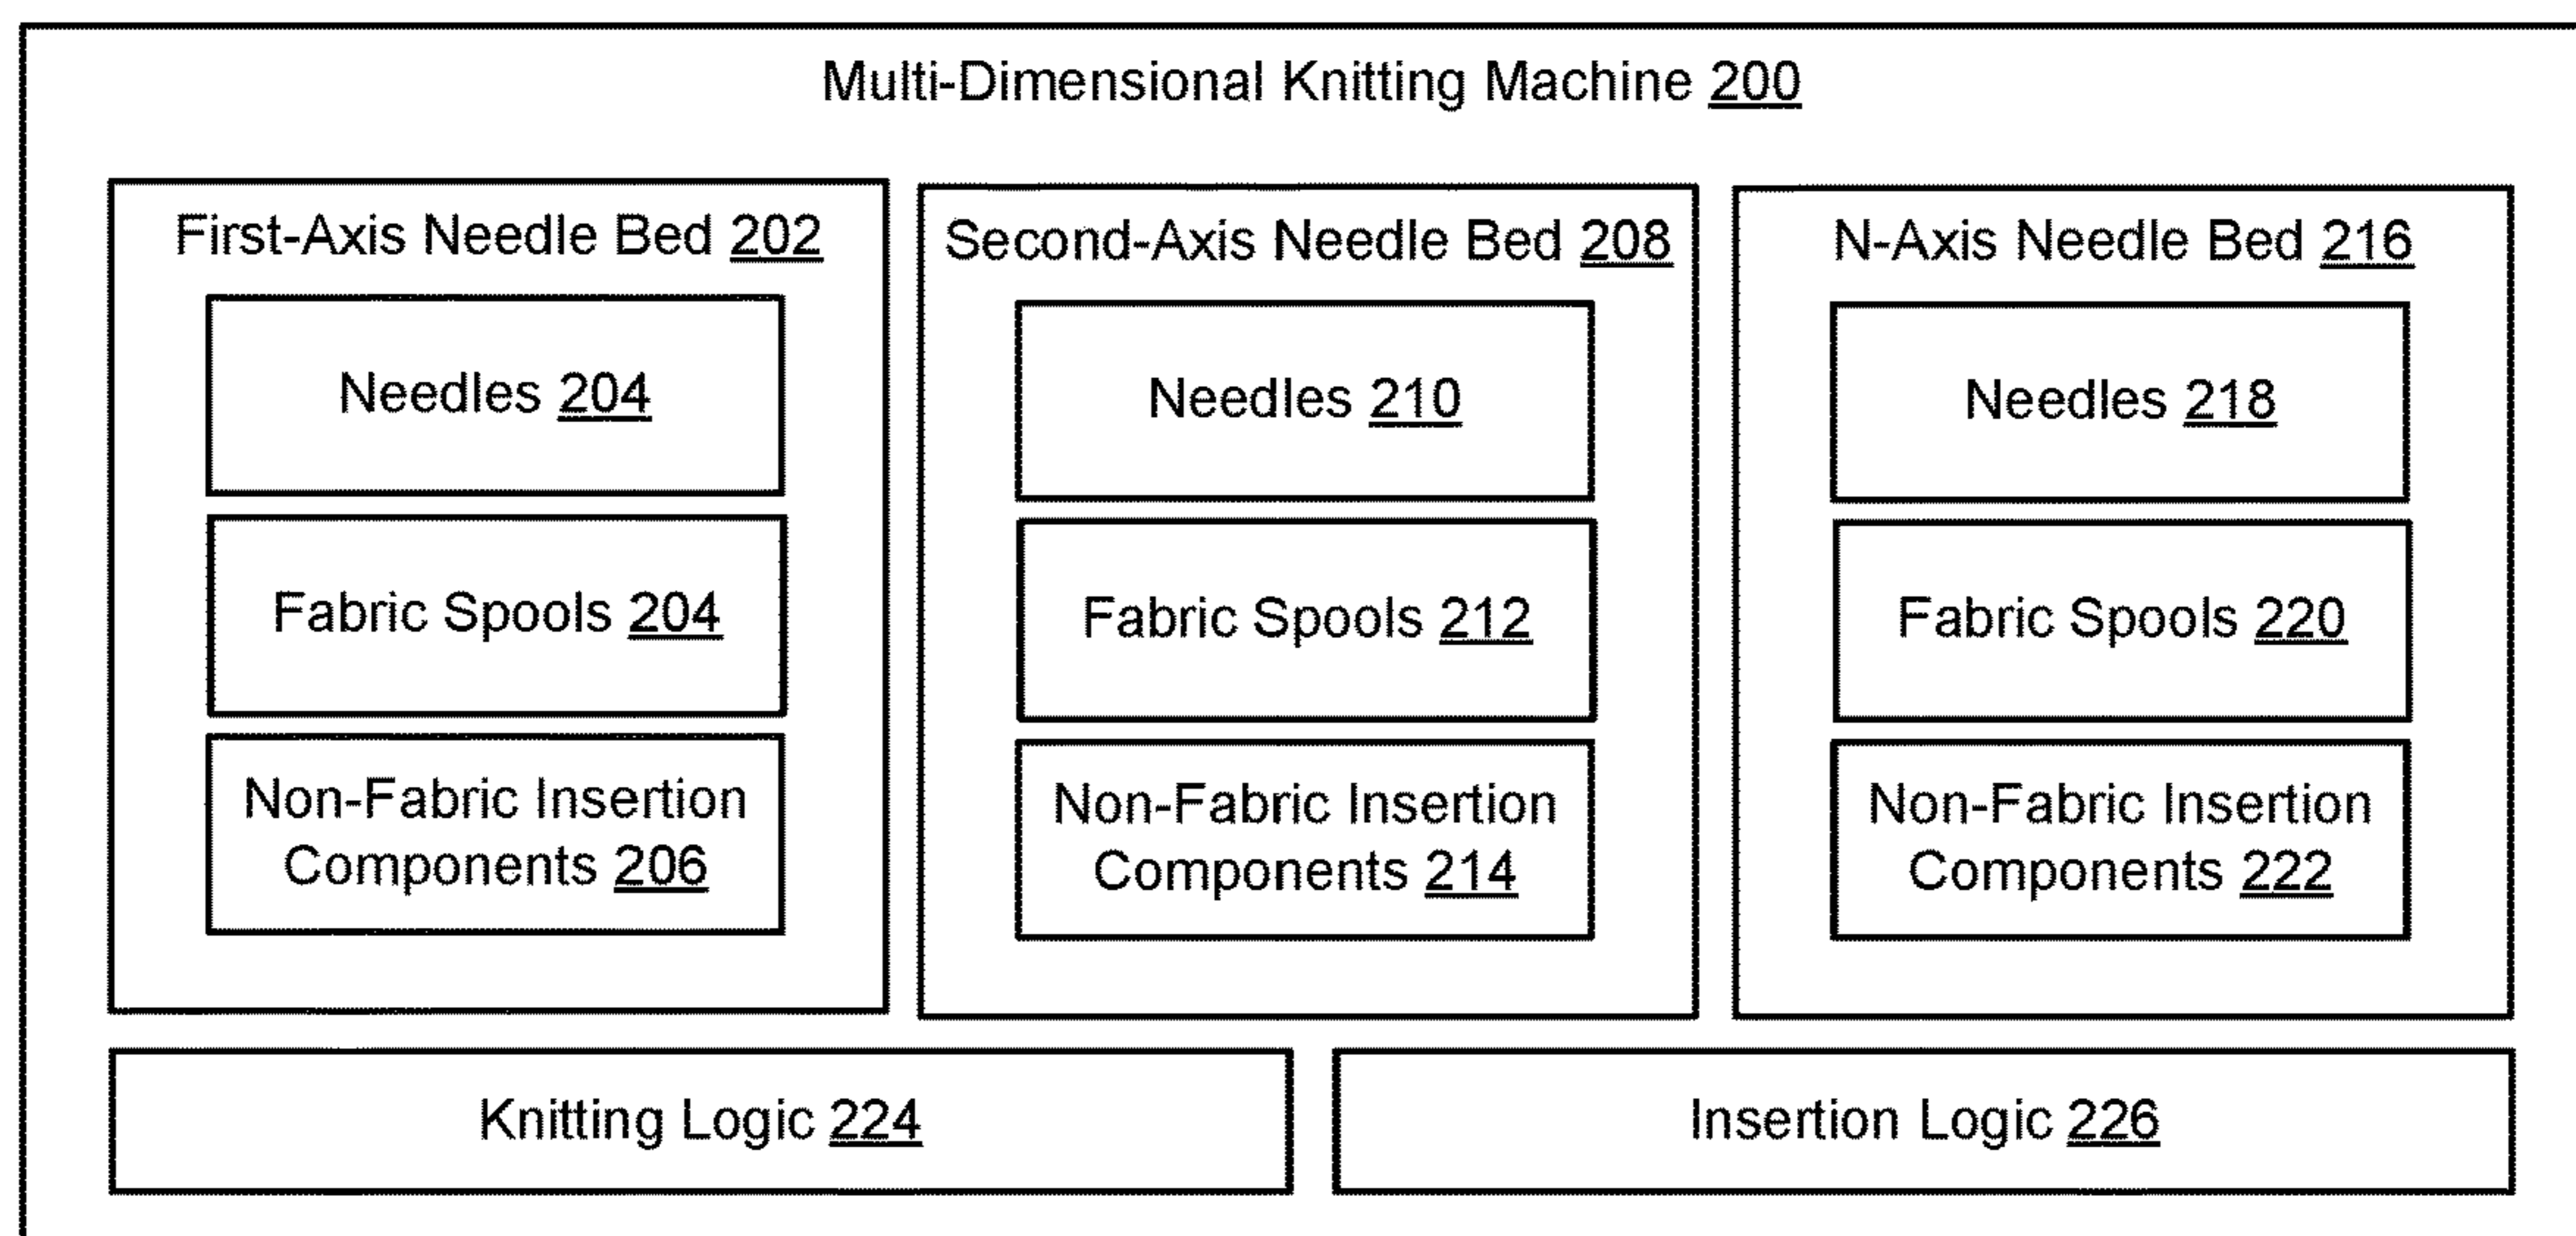 Multi-Dimensional Knitting Machine 200
First-Axis Needle Bed 202
Needles 204
Fabric Spools 204
Non-Fabric Insertion
Components 206
Second-Axis Needle Bed 208
Needles 210
Fabric Spools 212
Non-Fabric Insertion
Components 214
N-Axis Needle Bed 216
Needles 218
Fabric Spools 220
Non-Fabric Insertion
Components 222
Knitting Logic 224
Insertion Logic 226